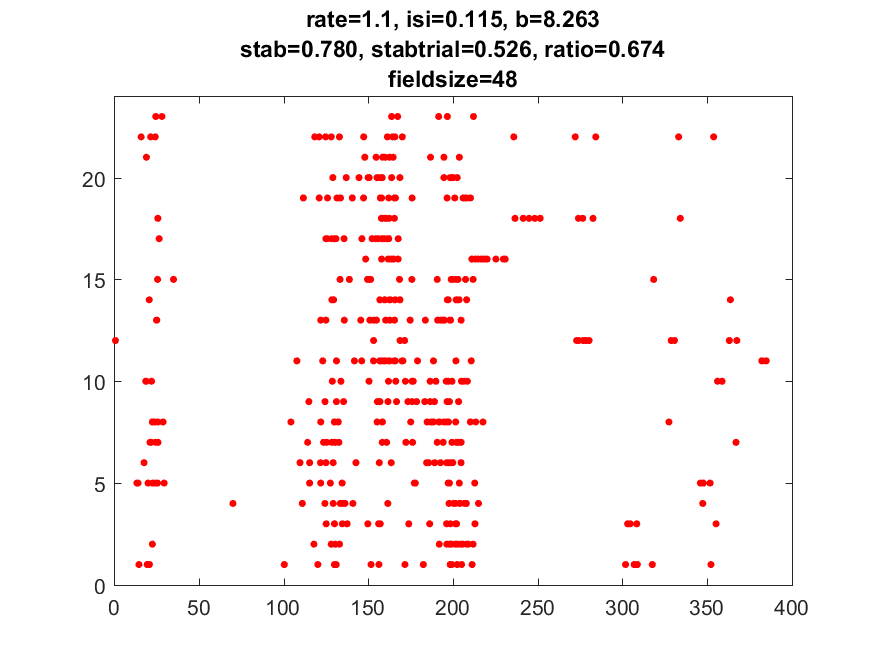 rate=1.1, isi=0.115, b=8.263
stab=0.780, stabtrial=0.526, ratio=0.674
fieldsize=48
20
15
10
5
0
0 50 100 150 200 250 300 350 400